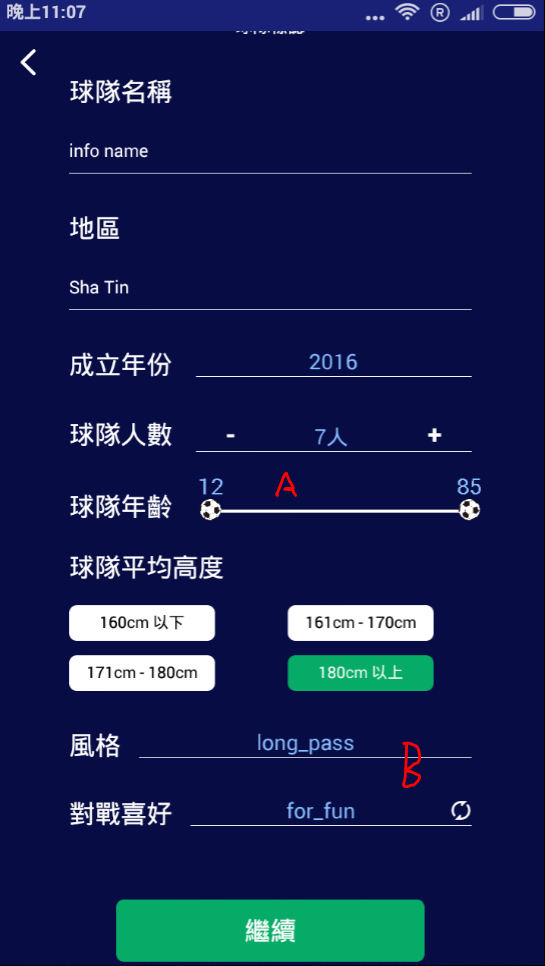 晚上11:07
球隊名稱
info name
地區
Sha Tin
成立年份 2016
球隊人數 - 7人 +
12 A 85
球隊年齡
球隊平均高度
160cm 以下 161cm - 170cm
171cm - 180cm 180cm 以上
風格 long_pass
B
對戰喜好 for_fun
繼續